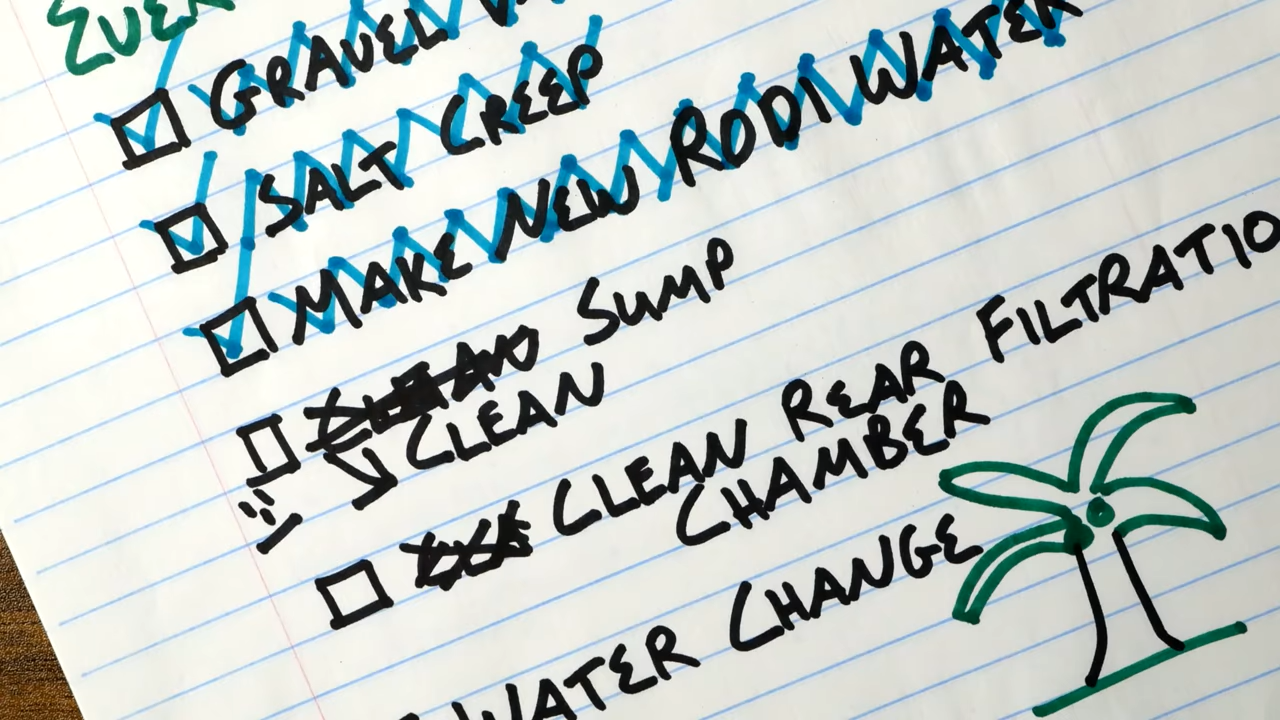 GRAVEL
SALT CREEP
MAKE NEW RODI WATER
SUMP
CLEAN
CLEAN REAR FILTRATIO
CHAMBER
WATER CHANGE